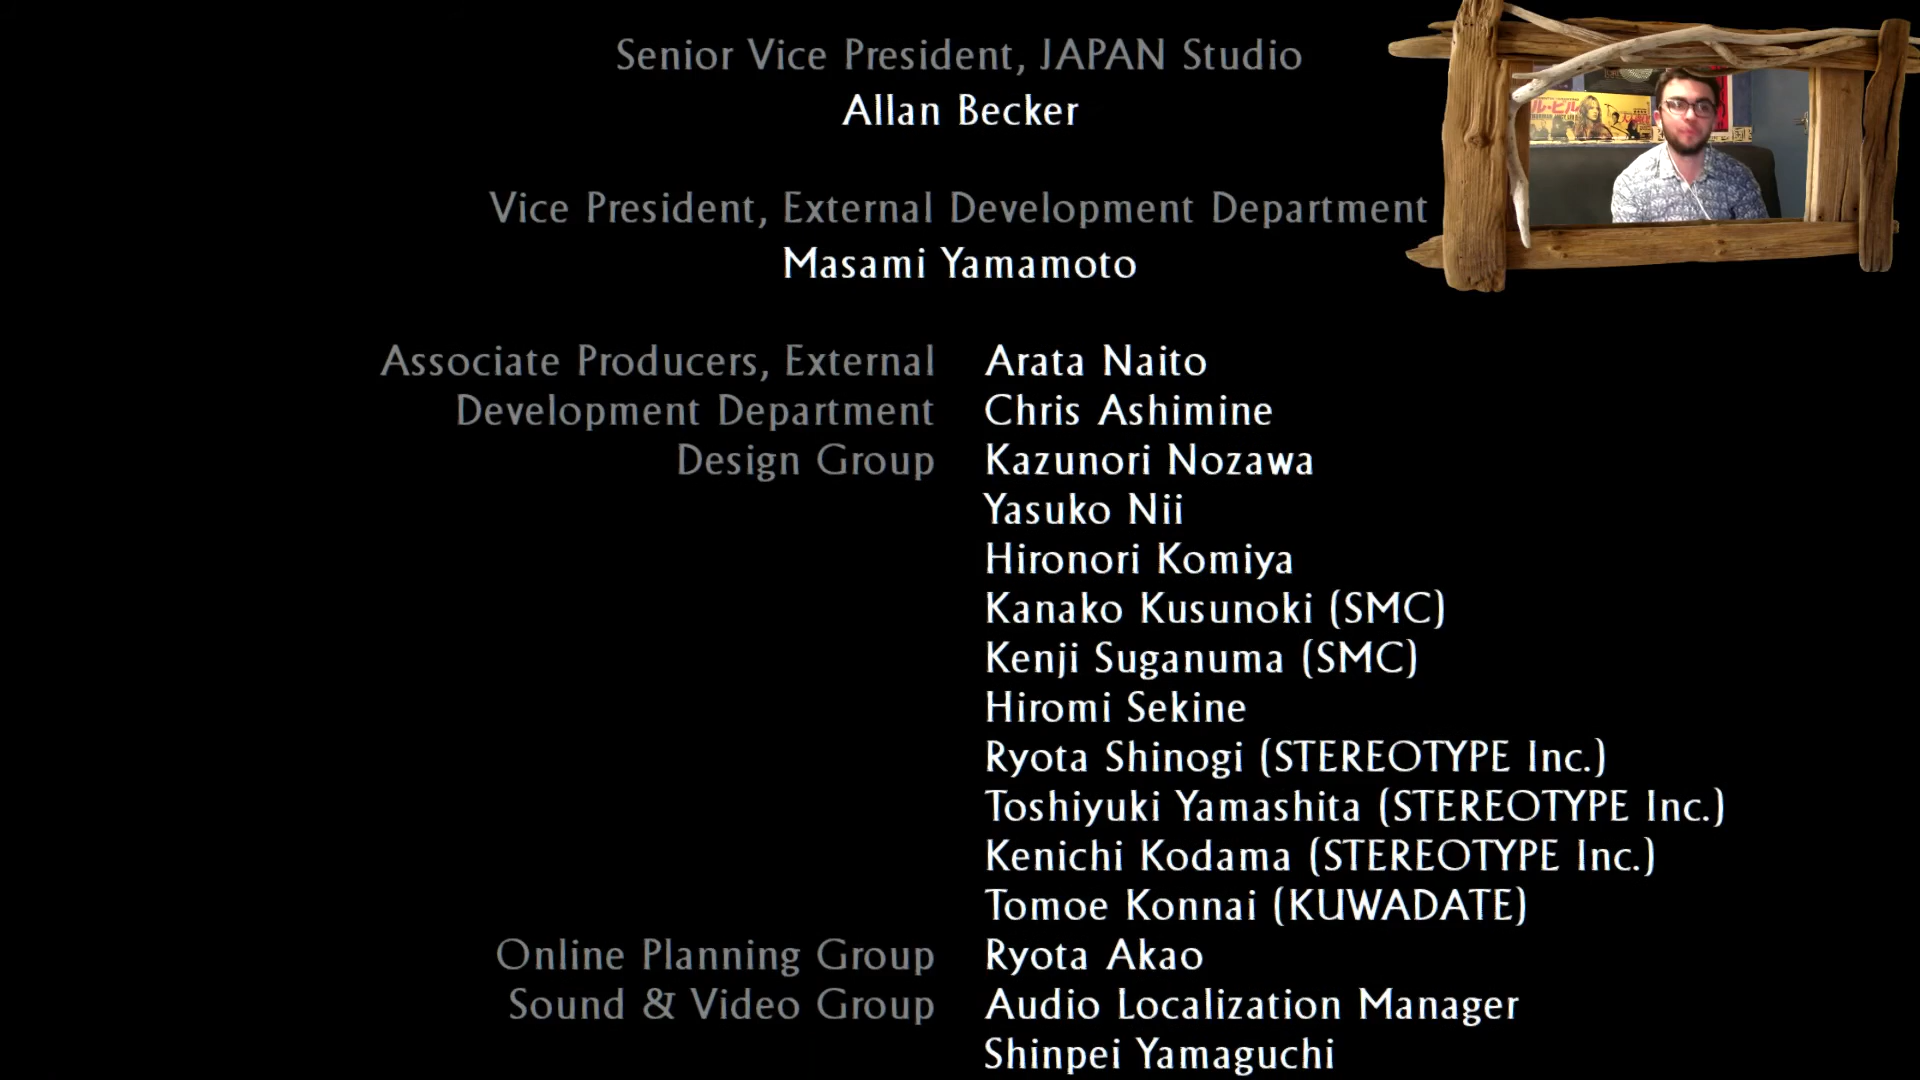 Senior Vice President, JAPAN Studio
Allan Becker
Vice President, External Development Department
Masami Yamamoto
Associate Producers, External Arata Naito
Development Department Chris Ashimine
Design Group Kazunori Nozawa
Yasuko Nii
Hironori Komiya
Kanako Kusunoki (SMC)
Kenji Suganuma (SMC)
Hiromi Sekine
Ryota Shinogi (STEREOTYPE Inc.)
Toshiyuki Yamashita (STEREOTYPE Inc.)
Kenichi Kodama (STEREOTYPE Inc.)
Tomoe Konnai (KUWADATE)
Online Planning Group Ryota Akao
Sound & Video Group Audio Localization Manager
Shinpei Yamaguchi
ル・ビル